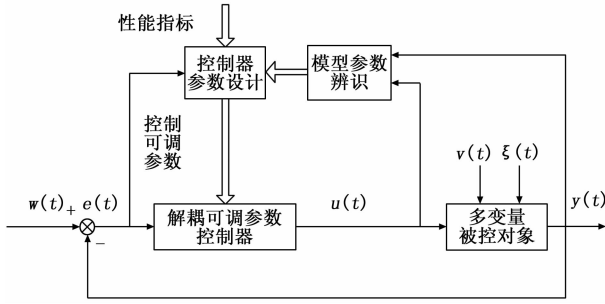 性能指标
控制器
参数设计
模型参数
辨识
控制
可调
参数
v(t) ξ(t)
w(t) + e(t)
−
解耦可调参数
控制器
u(t)
多变量
被控对象
y(t)